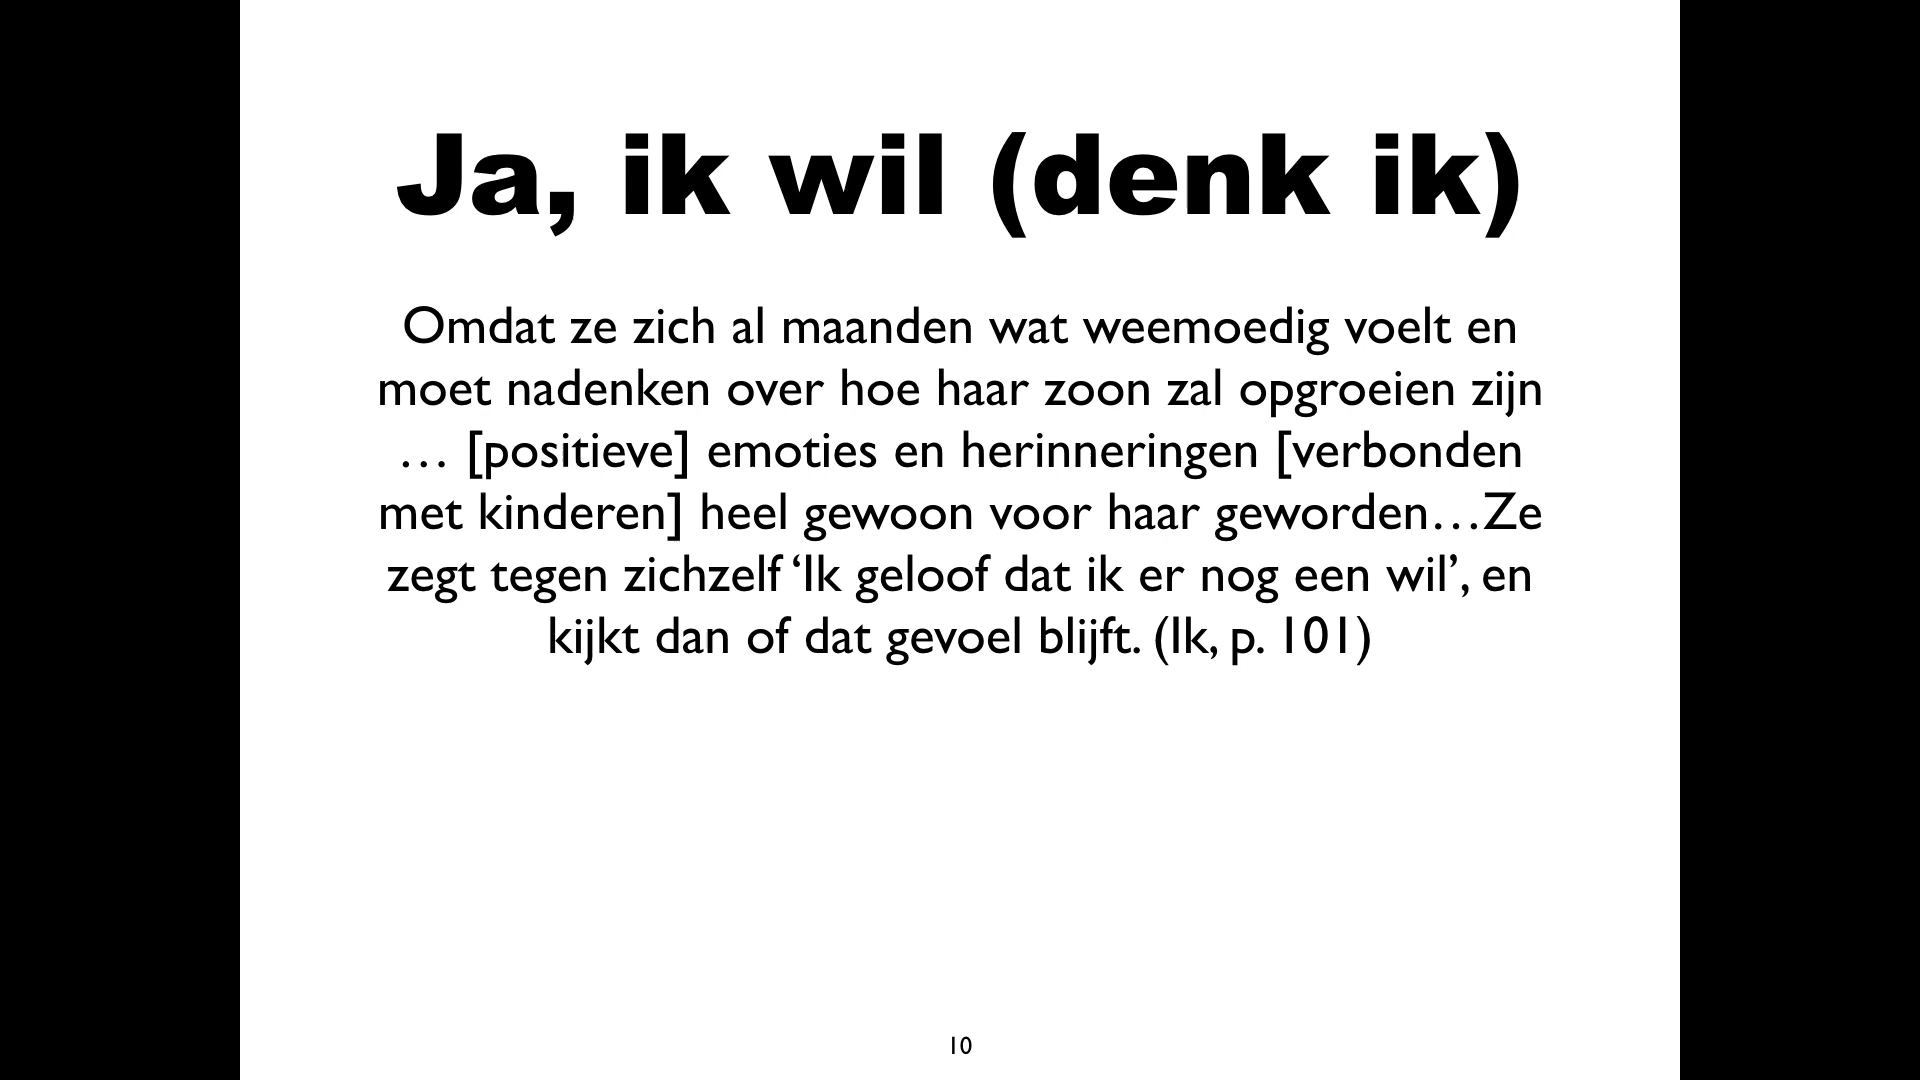 Ja, ik wil (denk ik)
Omdat ze zich al maanden wat weemoedig voelt en
moet nadenken over hoe haar zoon zal opgroeien zijn
… [positieve] emoties en herinneringen [verbonden
met kinderen] heel gewoon voor haar geworden…Ze
zegt tegen zichzelf ‘Ik geloof dat ik er nog een wil’, en
kijkt dan of dat gevoel blijft. (Ik, p. 101)
10